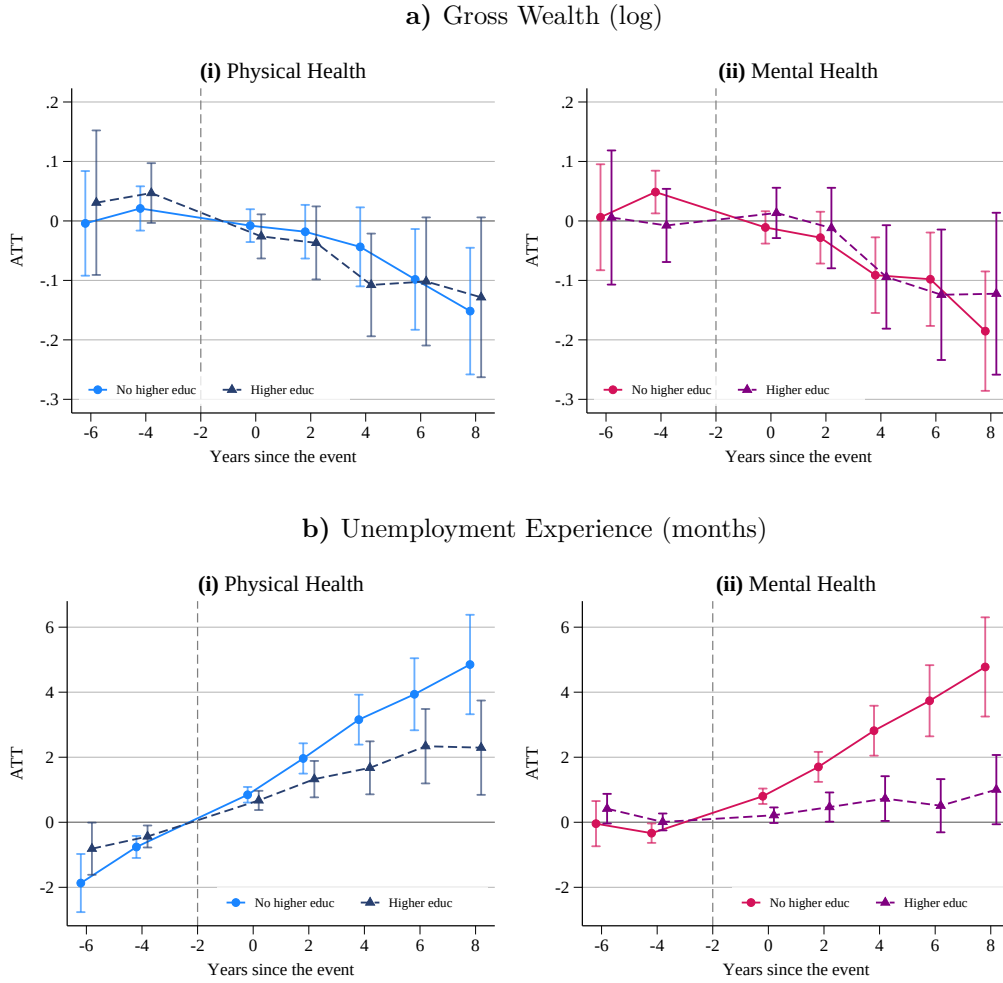 a) Gross Wealth (log)
(i) Physical Health
.2
.1
0
-.1
-.2
-.3
ATT
No higher educ
Higher educ
-6 -4 -2 0 2 4 6 8
Years since the event
(ii) Mental Health
.2
.1
0
-.1
-.2
-.3
ATT
No higher educ
Higher educ
-6 -4 -2 0 2 4 6 8
Years since the event
b) Unemployment Experience (months)
(i) Physical Health
6
4
2
0
-2
ATT
No higher educ
Higher educ
-6 -4 -2 0 2 4 6 8
Years since the event
(ii) Mental Health
6
4
2
0
-2
ATT
No higher educ
Higher educ
-6 -4 -2 0 2 4 6 8
Years since the event